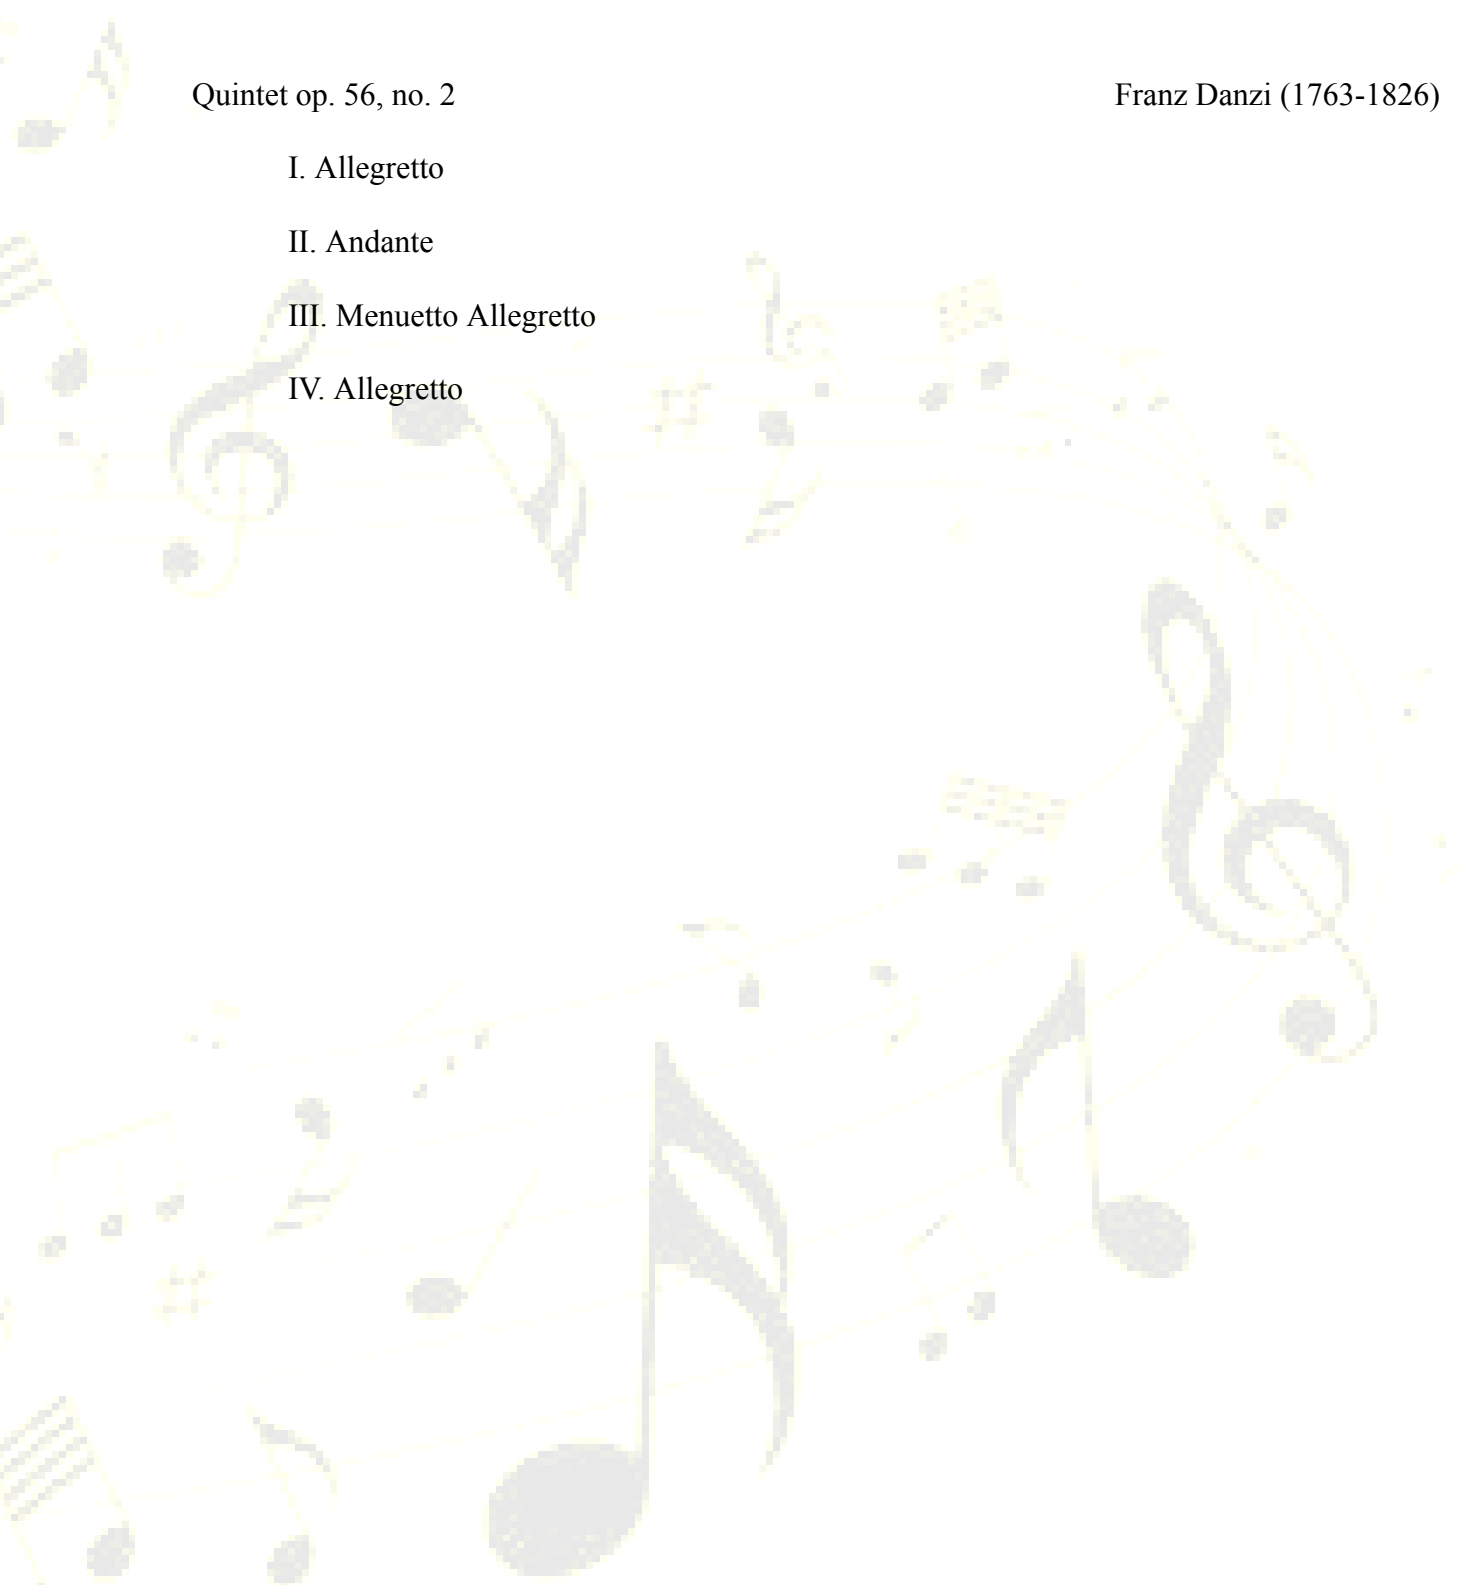 Quintet op. 56, no. 2 Franz Danzi (1763-1826)
I. Allegretto
II. Andante
III. Menuetto Allegretto
IV. Allegretto